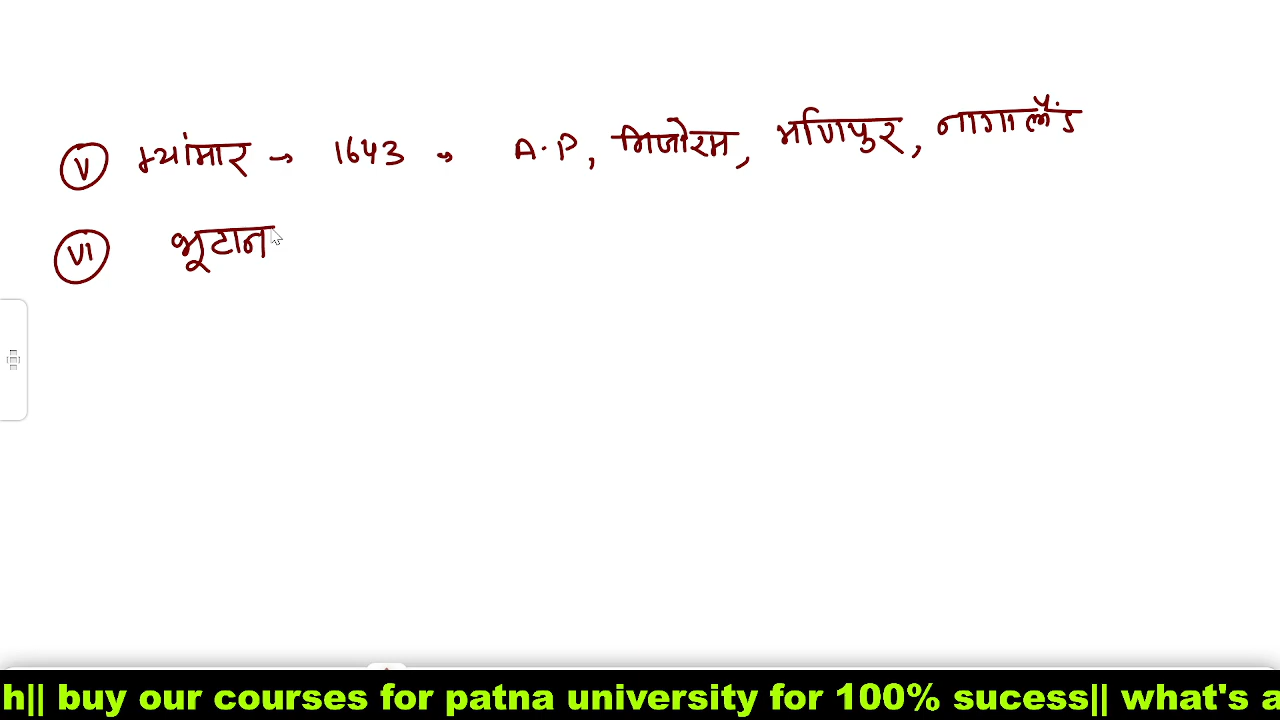 V म्यांमार → 1643 → A.P, मिजोरम, मणिपुर, नागालैंड
VI भूटान
h|| buy our courses for patna university for 100% sucess|| what's a